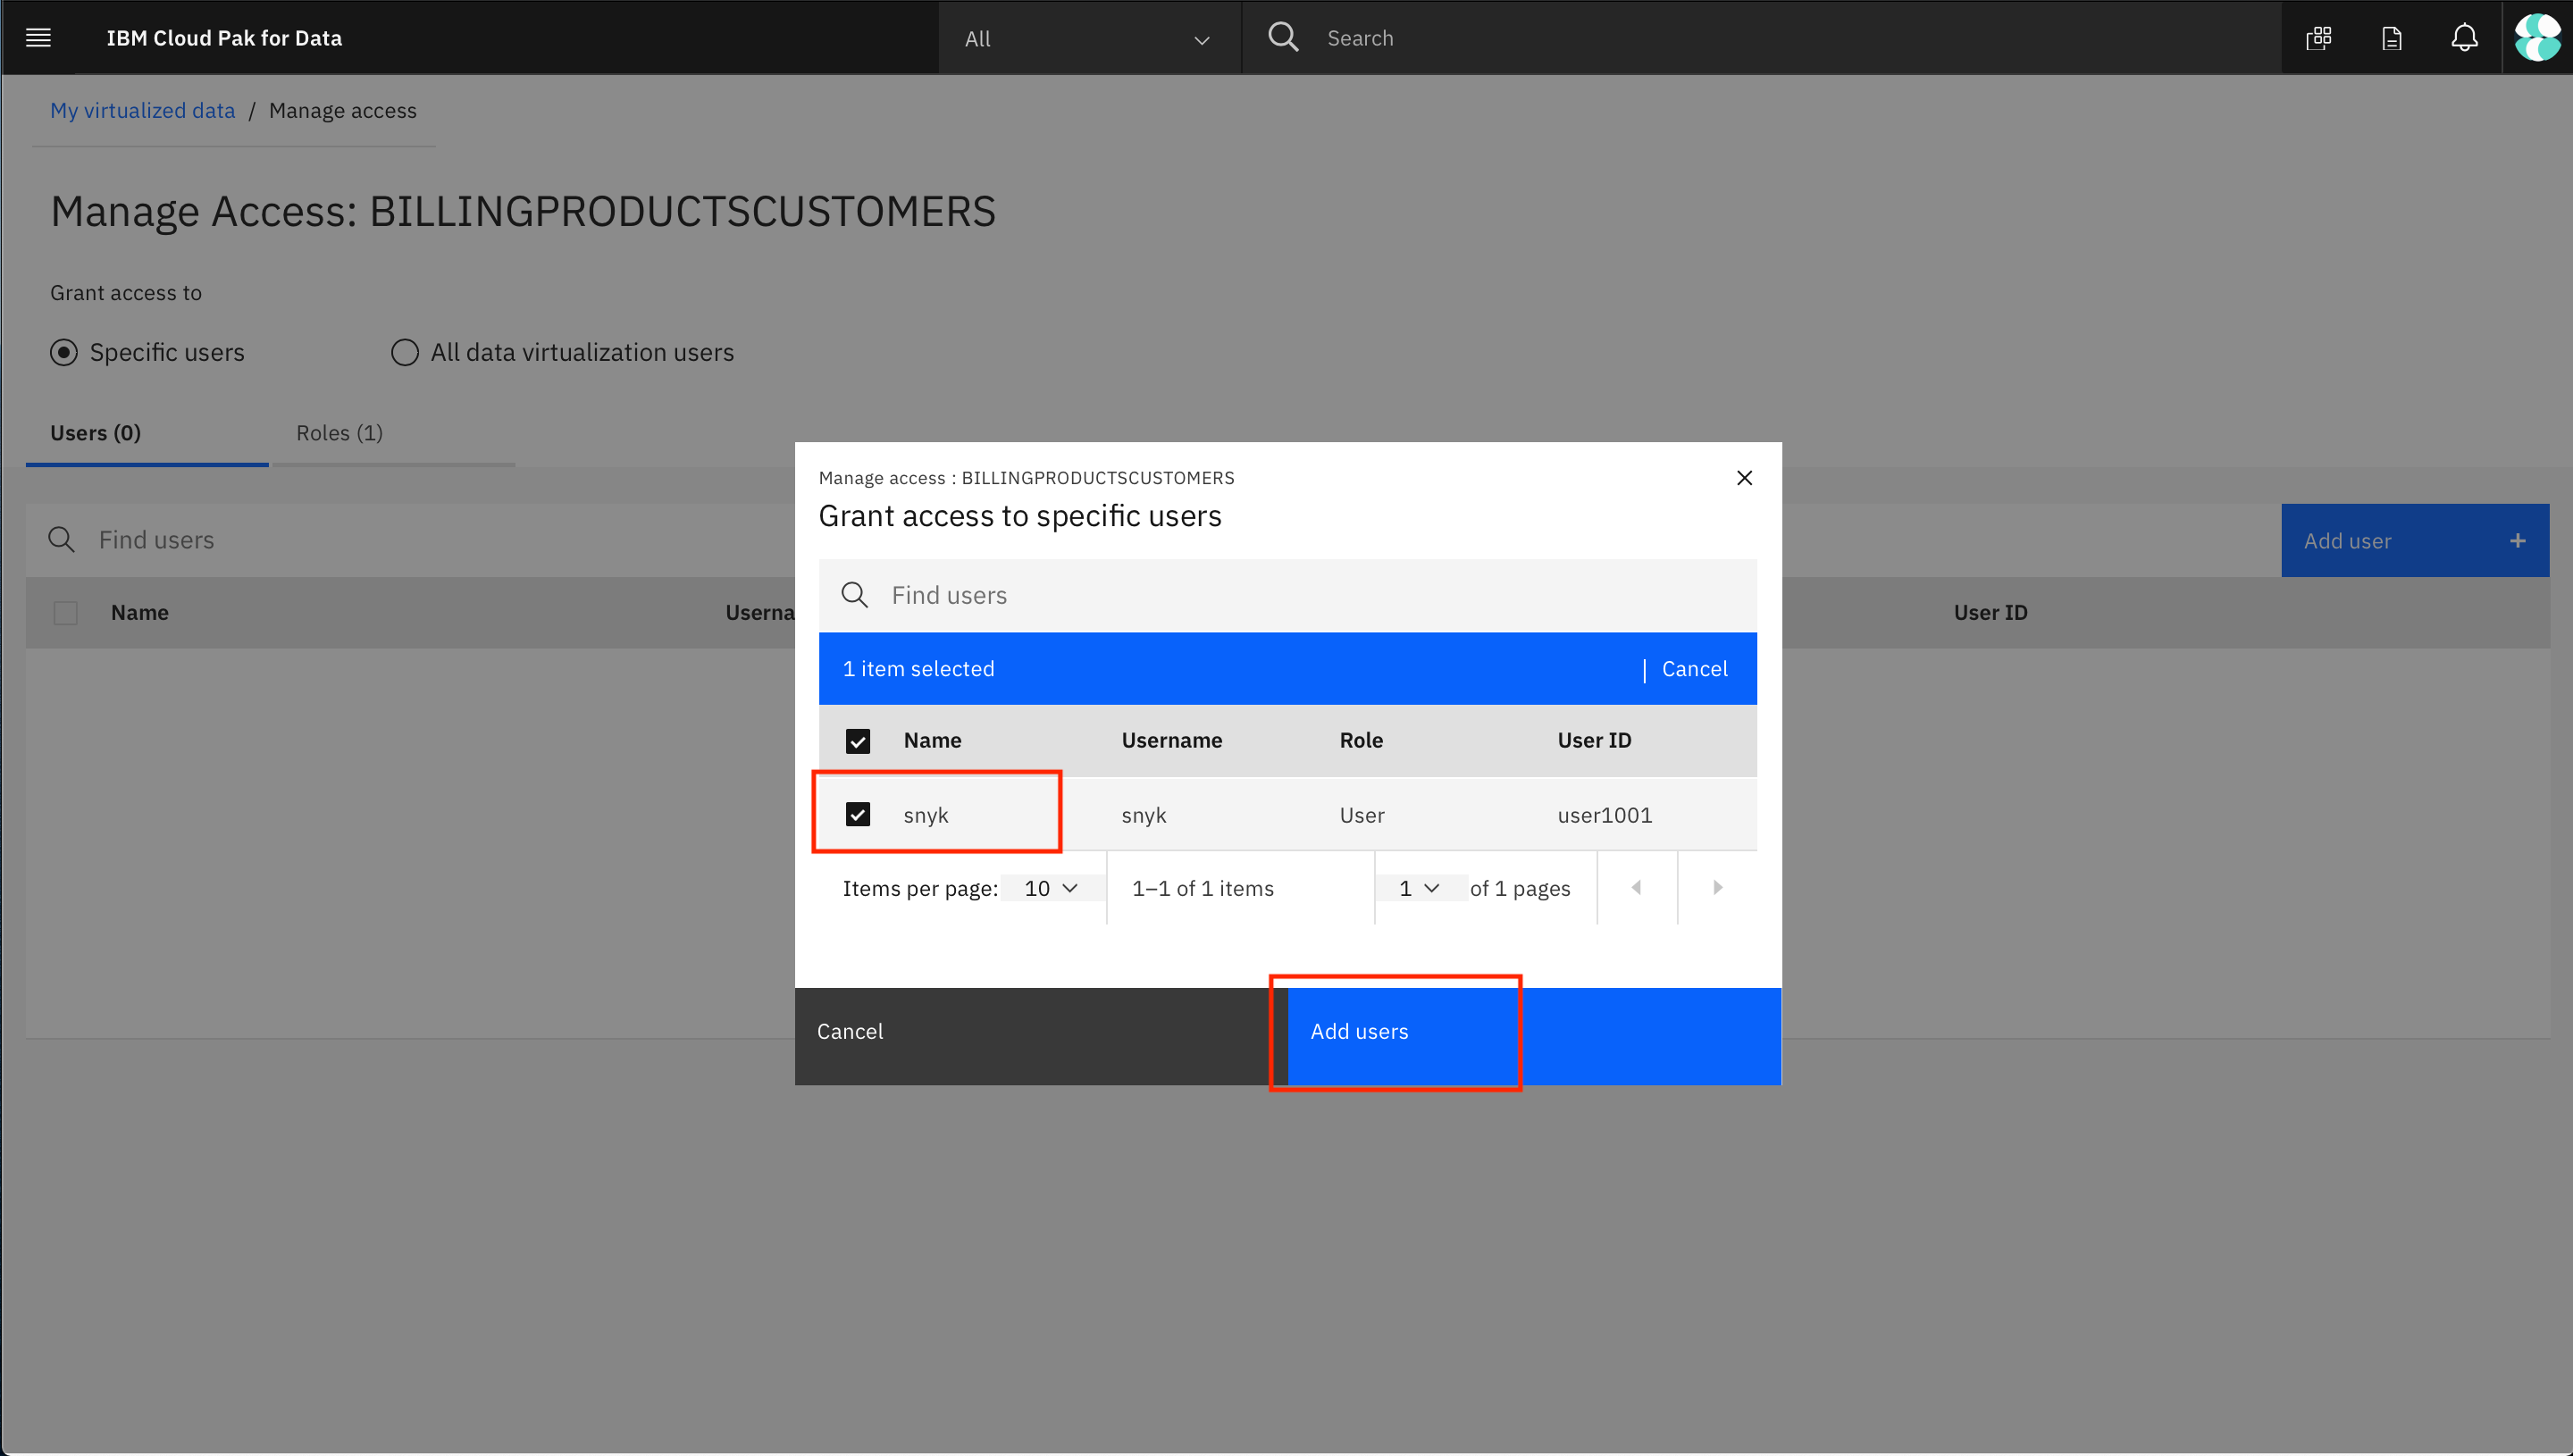 IBM Cloud Pak for Data
All
Search
My virtualized data / Manage access
Manage Access: BILLINGPRODUCTSCUSTOMERS
Grant access to
Specific users
All data virtualization users
Users (0)
Roles (1)
Find users
Add user +
Name
Userna
User ID
Manage access : BILLINGPRODUCTSCUSTOMERS
Grant access to specific users
Find users
1 item selected
| Cancel
Name Username Role User ID
snyk snyk User user1001
Items per page: 10
1–1 of 1 items
1 of 1 pages
Cancel
Add users